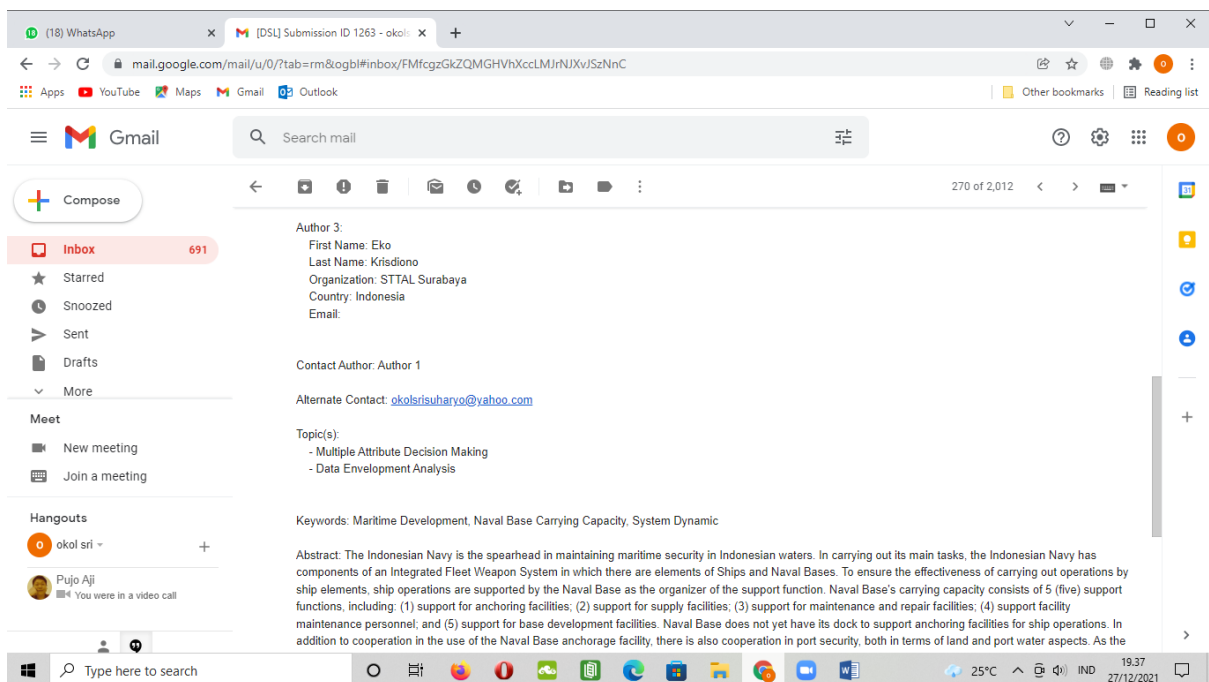 (18) WhatsApp
[DSL] Submission ID 1263 - okols
mail.google.com/mail/u/0/?tab=rm&ogbl#inbox/FMfcgzGkZQMGHVhXccLMJrNJXvJSzNnC
Apps YouTube Maps Gmail Outlook Other bookmarks Reading list
Gmail
Search mail
Compose
270 of 2,012
Inbox 691
Starred
Snoozed
Sent
Drafts
More
Meet
New meeting
Join a meeting
Hangouts
okol sri
Pujo Aji
You were in a video call
Author 3:
First Name: Eko
Last Name: Krisdiono
Organization: STTAL Surabaya
Country: Indonesia
Email:
Contact Author: Author 1
Alternate Contact: okolsrisuharyo@yahoo.com
Topic(s):
- Multiple Attribute Decision Making
- Data Envelopment Analysis
Keywords: Maritime Development, Naval Base Carrying Capacity, System Dynamic
Abstract: The Indonesian Navy is the spearhead in maintaining maritime security in Indonesian waters. In carrying out its main tasks, the Indonesian Navy has
components of an Integrated Fleet Weapon System in which there are elements of Ships and Naval Bases. To ensure the effectiveness of carrying out operations by
ship elements, ship operations are supported by the Naval Base as the organizer of the support function. Naval Base's carrying capacity consists of 5 (five) support
functions, including: (1) support for anchoring facilities; (2) support for supply facilities; (3) support for maintenance and repair facilities; (4) support facility
maintenance personnel; and (5) support for base development facilities. Naval Base does not yet have its dock to support anchoring facilities for ship operations. In
addition to cooperation in the use of the Naval Base anchorage facility, there is also cooperation in port security, both in terms of land and port water aspects. As the
Type here to search
25°C IND
19.37
27/12/2021